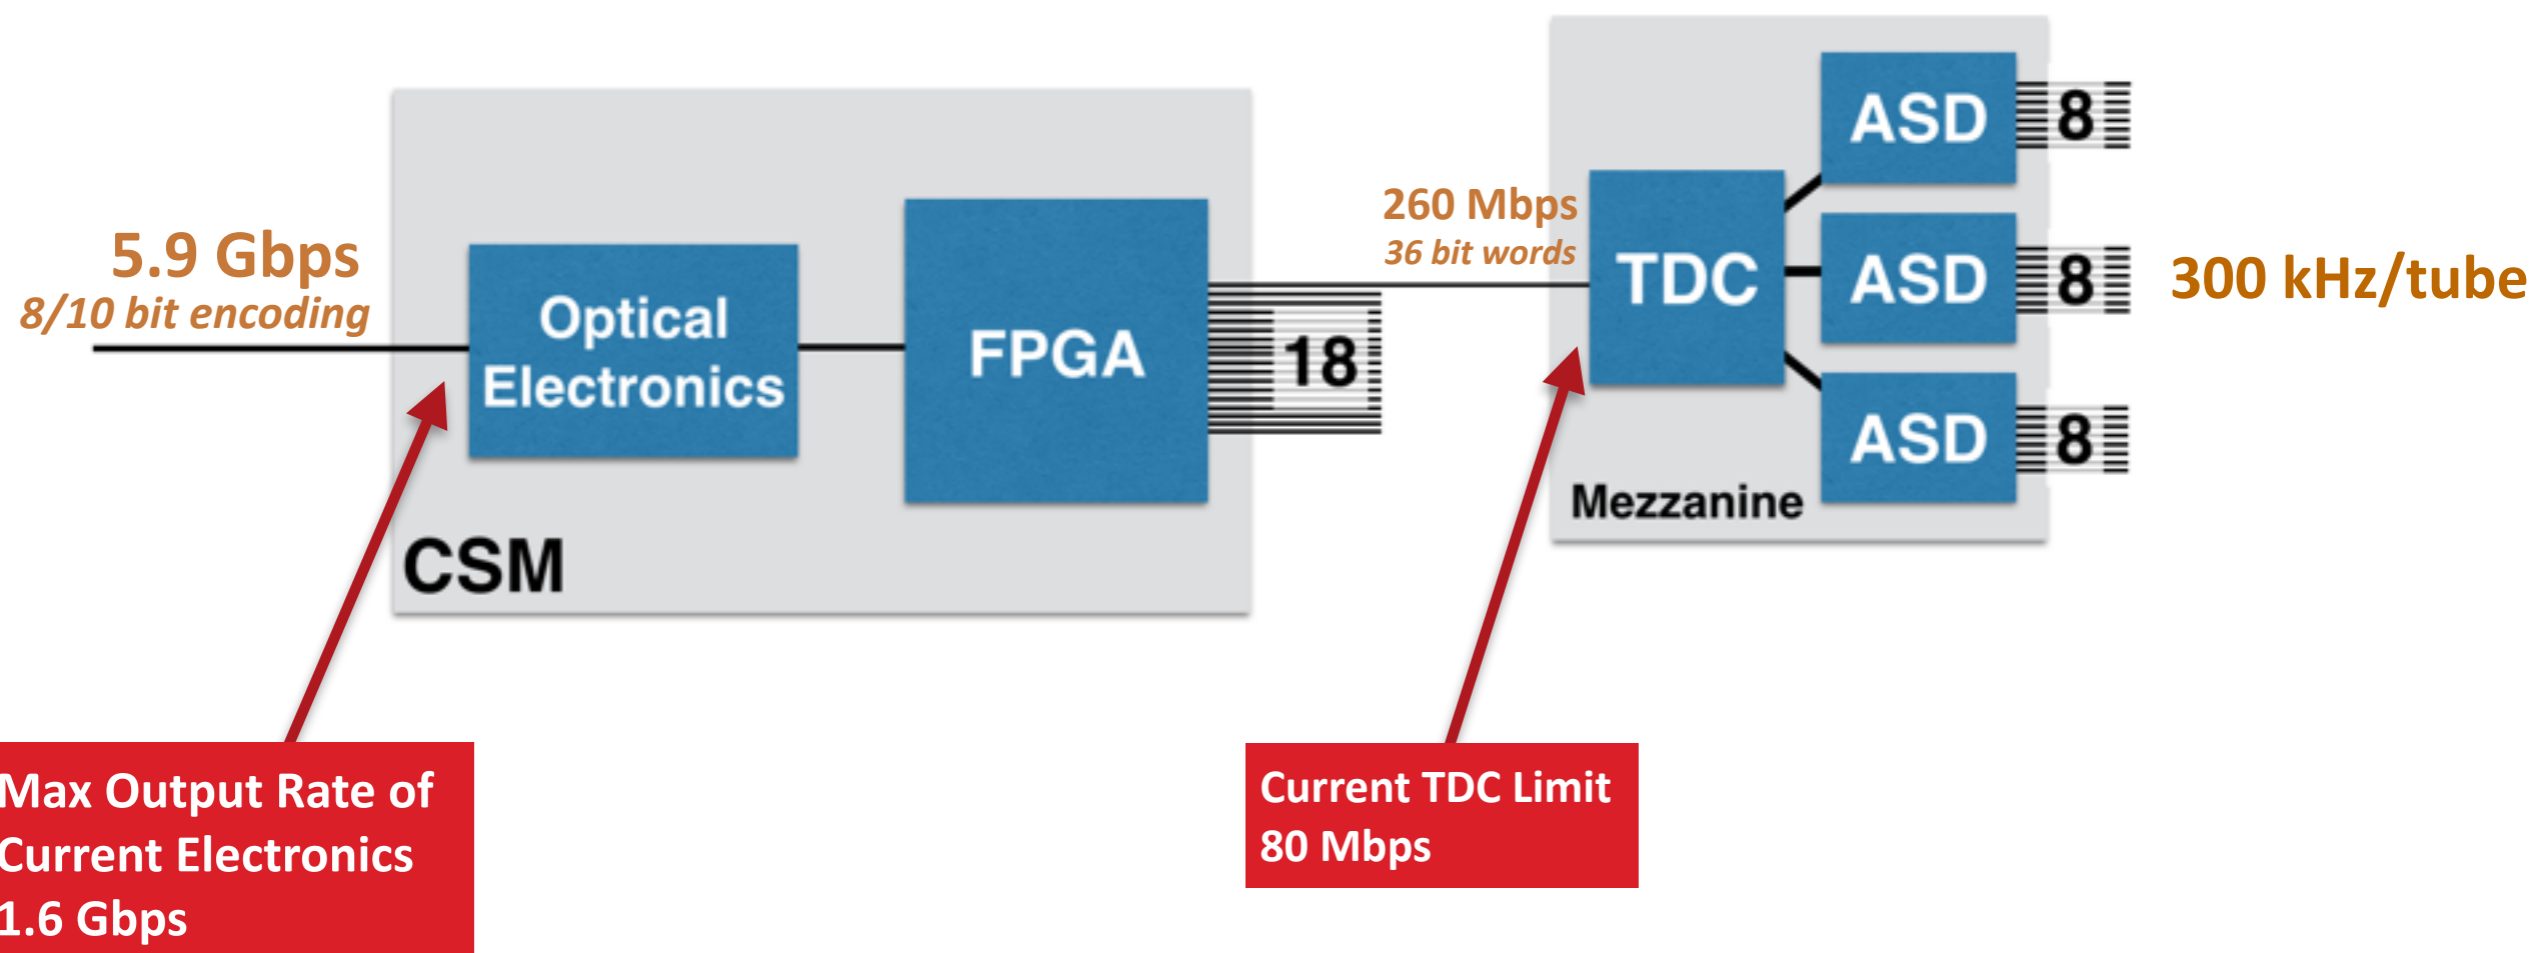 5.9 Gbps
8/10 bit encoding
Optical
Electronics
FPGA
18
CSM
260 Mbps
36 bit words
TDC
ASD
8
ASD
8
ASD
8
Mezzanine
300 kHz/tube
Max Output Rate of
Current Electronics
1.6 Gbps
Current TDC Limit
80 Mbps